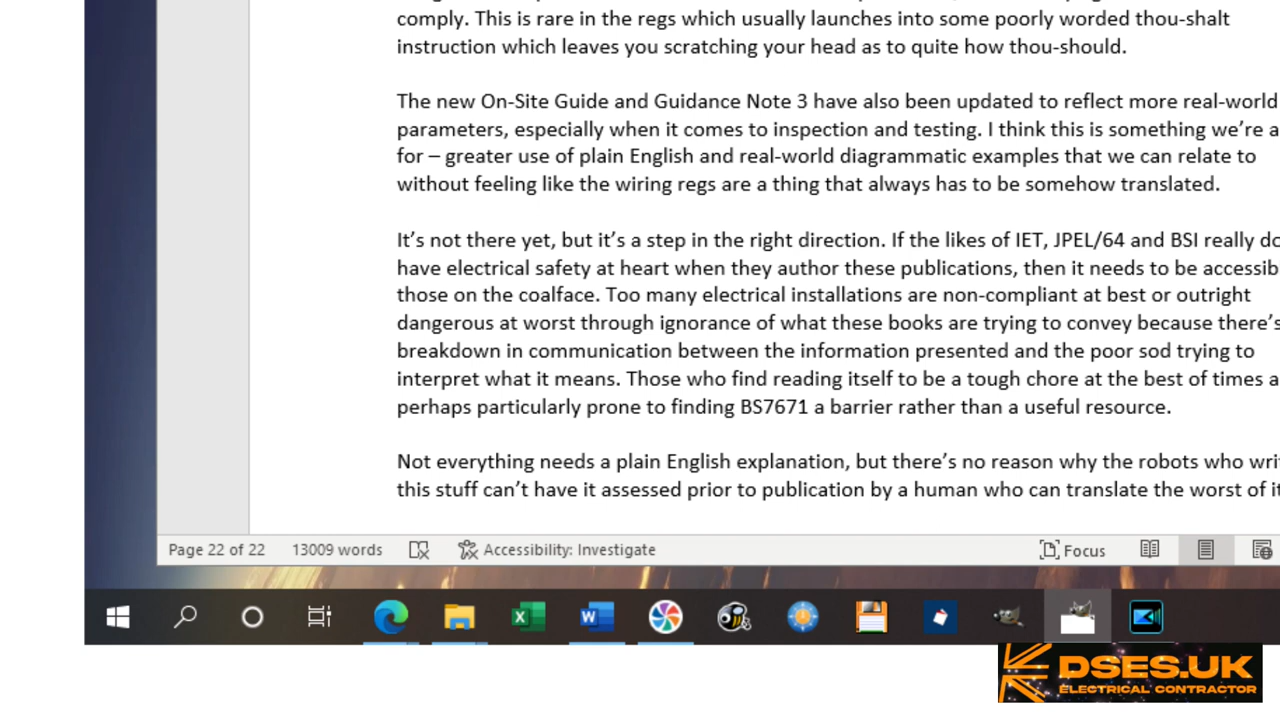 comply. This is rare in the regs which usually launches into some poorly worded thou-shalt
instruction which leaves you scratching your head as to quite how thou-should.
The new On-Site Guide and Guidance Note 3 have also been updated to reflect more real-world
parameters, especially when it comes to inspection and testing. I think this is something we’re a
for – greater use of plain English and real-world diagrammatic examples that we can relate to
without feeling like the wiring regs are a thing that always has to be somehow translated.
It’s not there yet, but it’s a step in the right direction. If the likes of IET, JPEL/64 and BSI really do
have electrical safety at heart when they author these publications, then it needs to be accessib
those on the coalface. Too many electrical installations are non-compliant at best or outright
dangerous at worst through ignorance of what these books are trying to convey because there’s
breakdown in communication between the information presented and the poor sod trying to
interpret what it means. Those who find reading itself to be a tough chore at the best of times a
perhaps particularly prone to finding BS7671 a barrier rather than a useful resource.
Not everything needs a plain English explanation, but there’s no reason why the robots who wri
this stuff can’t have it assessed prior to publication by a human who can translate the worst of it
Page 22 of 22 13009 words Accessibility: Investigate Focus
DSES.UK
ELECTRICAL CONTRACTOR